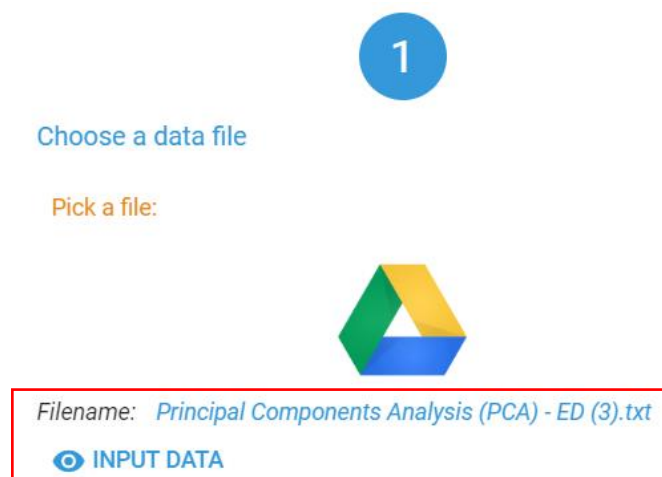 1
Choose a data file
Pick a file:
Filename: Principal Components Analysis (PCA) - ED (3).txt
INPUT DATA